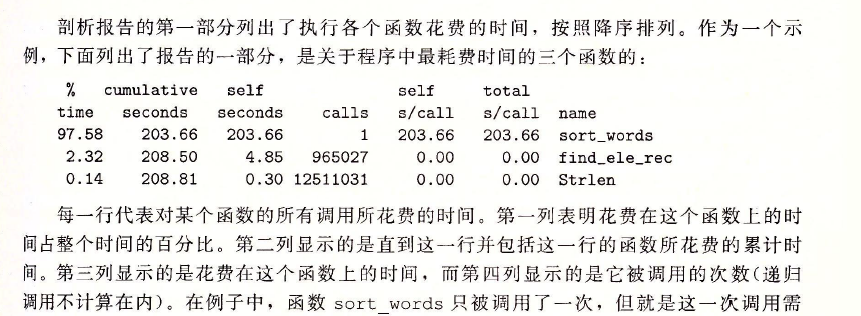 剖析报告的第一部分列出了执行各个函数花费的时间，按照降序排列。作为一个示
例，下面列出了报告的一部分，是关于程序中最耗费时间的三个函数的：
% cumulative self self total
time seconds seconds calls s/call s/call name
97.58 203.66 203.66 1 203.66 203.66 sort_words
2.32 208.50 4.85 965027 0.00 0.00 find_ele_rec
0.14 208.81 0.30 12511031 0.00 0.00 Strlen
每一行代表对某个函数的所有调用所花费的时间。第一列表明花费在这个函数上的时
间占整个时间的百分比。第二列显示的是直到这一行并包括这一行的函数所花费的累计时
间。第三列显示的是花费在这个函数上的时间，而第四列显示的是它被调用的次数(递归
调用不计算在内)。在例子中，函数 sort_words 只被调用了一次，但就是这一次调用需